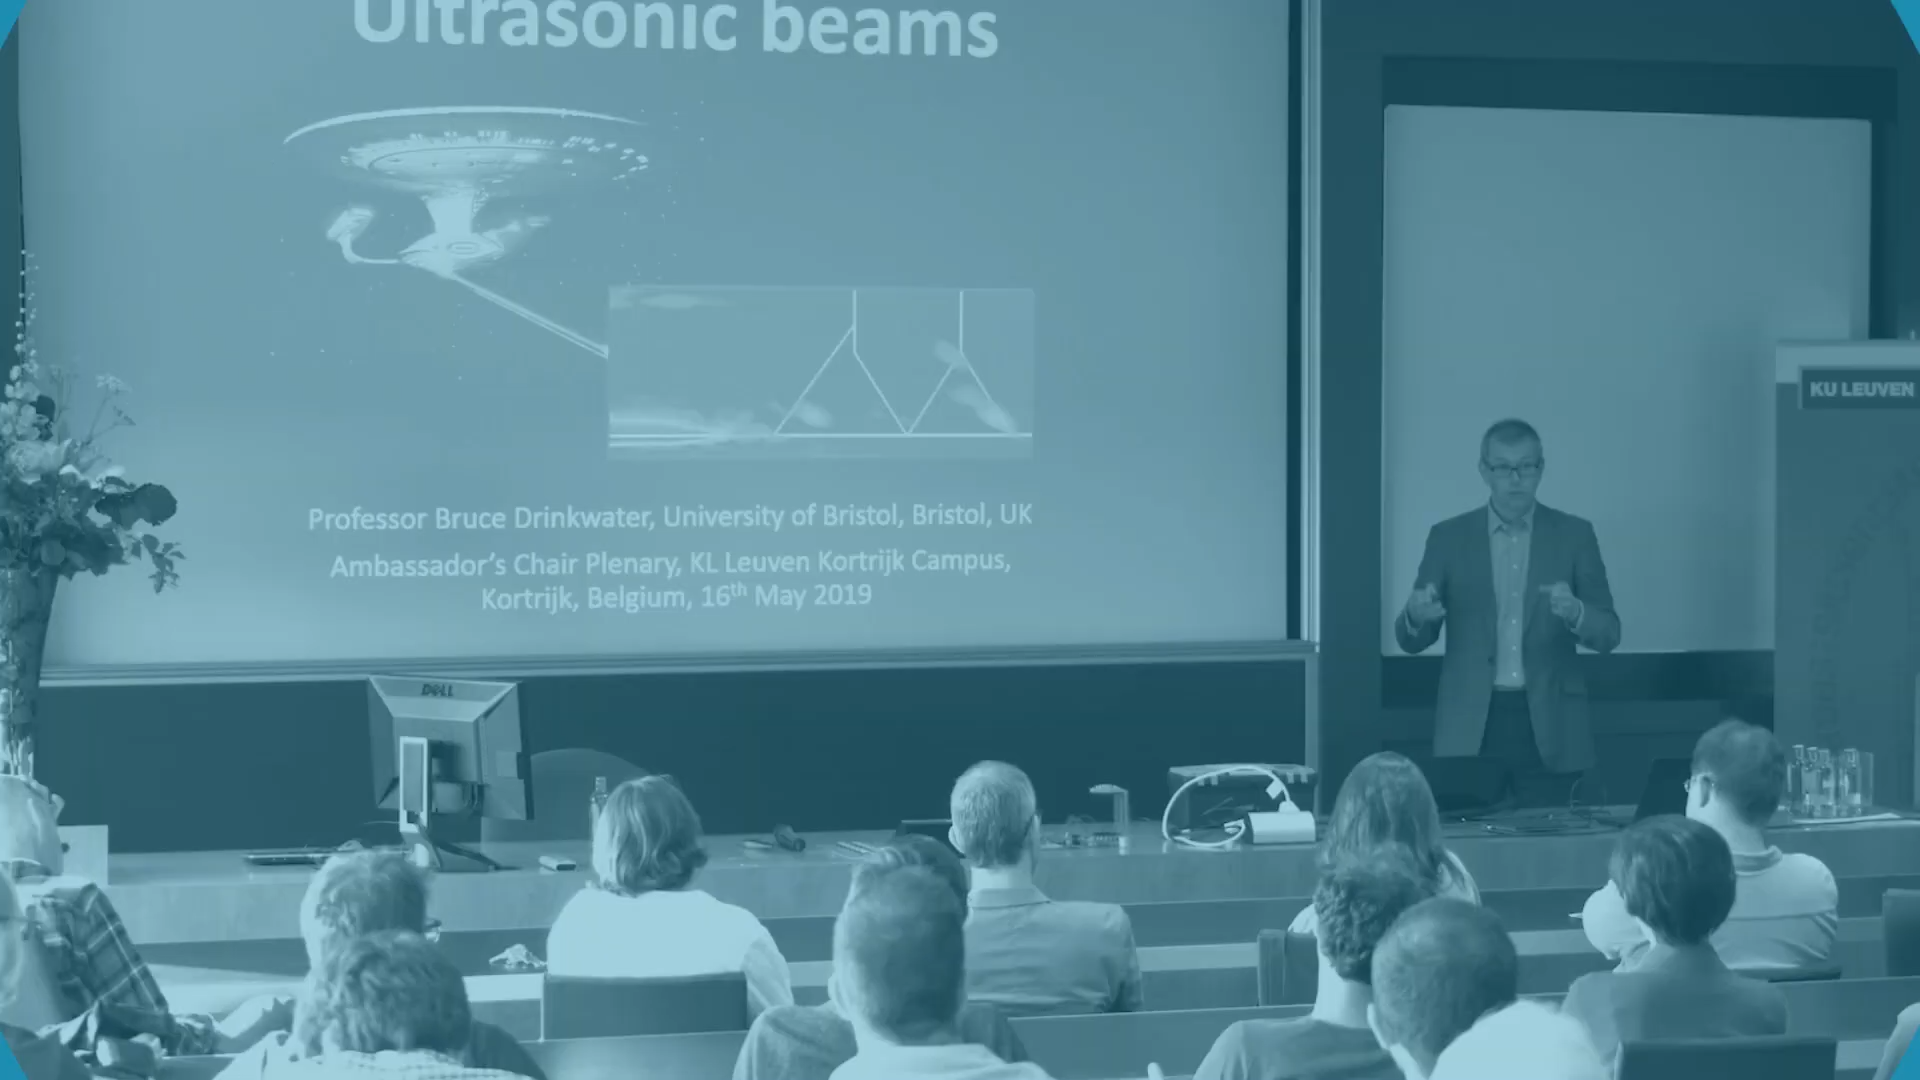 Ultrasonic beams
Professor Bruce Drinkwater, University of Bristol, Bristol, UK
Ambassador's Chair Plenary, KL Leuven Kortrijk Campus,
Kortrijk, Belgium, 16th May 2019
KU LEUVEN
DELL